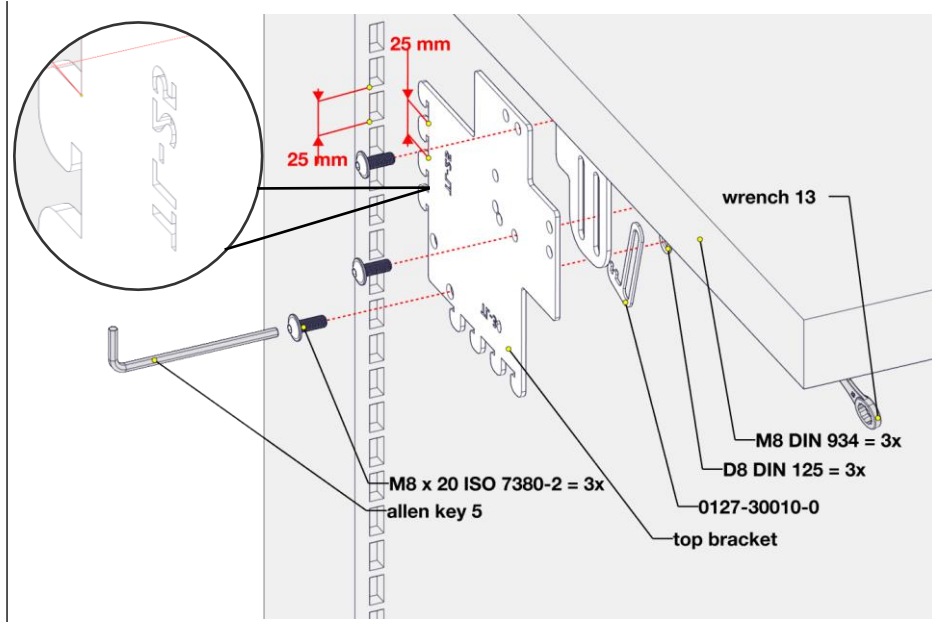 25 mm
25 mm
wrench 13
M8 DIN 934 = 3x
D8 DIN 125 = 3x
M8 x 20 ISO 7380-2 = 3x
0127-30010-0
allen key 5
top bracket